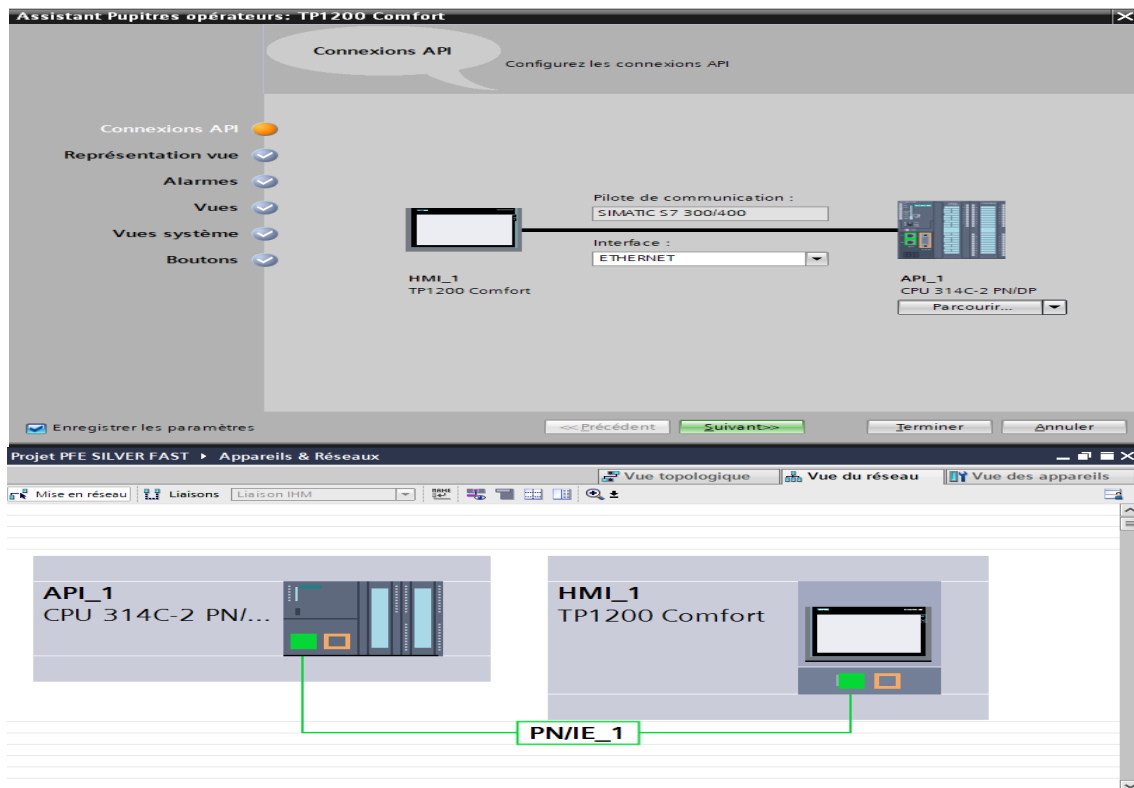 Assistant Pupitres opérateurs: TP1200 Comfort
Connexions API
Configurez les connexions API
Connexions API
Représentation vue
Alarmes
Vues
Vues système
Boutons
Pilote de communication :
SIMATIC S7 300/400
Interface :
ETHERNET
HMI_1
TP1200 Comfort
API_1
CPU 314C-2 PN/DP
Parcourir...
Enregistrer les paramètres
<<Précédent
Suivant>>
Terminer
Annuler
Projet PFE SILVER FAST ▸ Appareils & Réseaux
Vue topologique
Vue du réseau
Vue des appareils
Mise en réseau
Liaisons
Liaison IHM
API_1
CPU 314C-2 PN/...
HMI_1
TP1200 Comfort
PN/IE_1